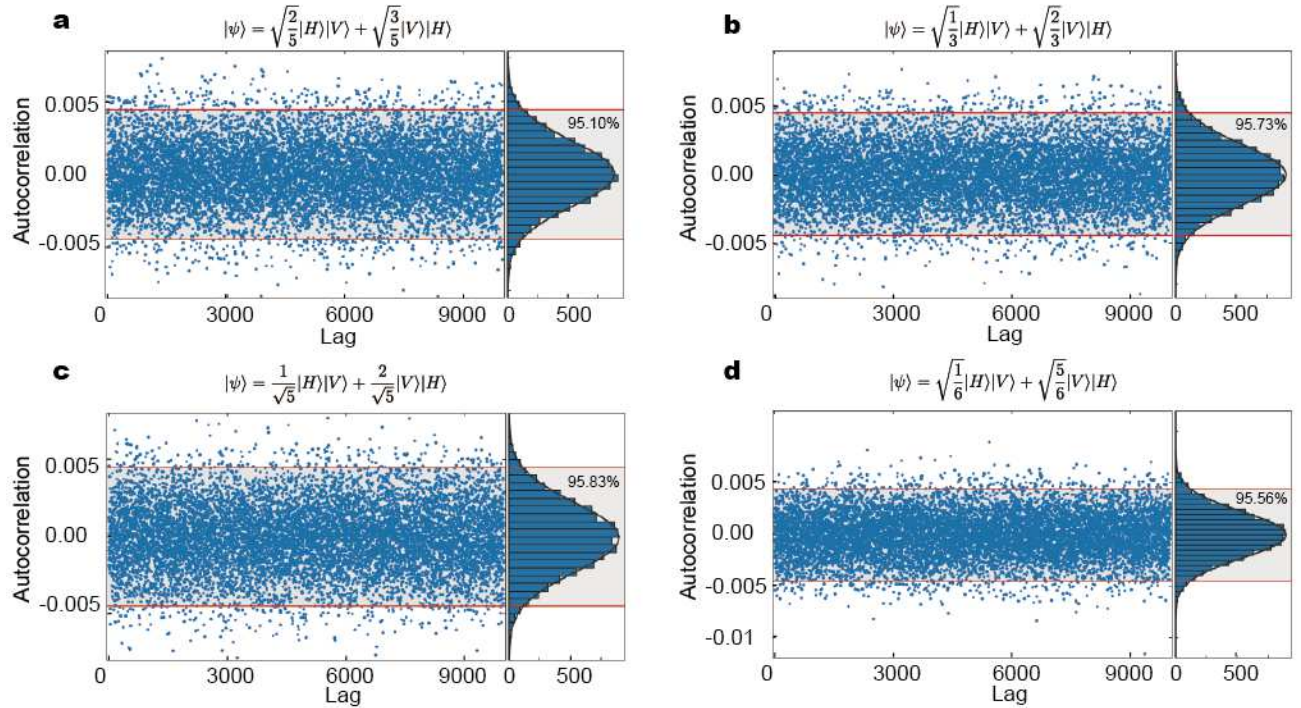 a
|ψ⟩ = √(2/5)|H⟩|V⟩ + √(3/5)|V⟩|H⟩
Autocorrelation
0.005
0.00
-0.005
95.10%
0 3000 6000 9000 0 500
Lag
b
|ψ⟩ = √(1/3)|H⟩|V⟩ + √(2/3)|V⟩|H⟩
Autocorrelation
0.005
0.00
-0.005
95.73%
0 3000 6000 9000 0 500
Lag
c
|ψ⟩ = 1/√5|H⟩|V⟩ + 2/√5|V⟩|H⟩
Autocorrelation
0.005
0.00
-0.005
95.83%
0 3000 6000 9000 0 500
Lag
d
|ψ⟩ = √(1/6)|H⟩|V⟩ + √(5/6)|V⟩|H⟩
Autocorrelation
0.005
0.00
-0.005
-0.01
95.56%
0 3000 6000 9000 0 500
Lag